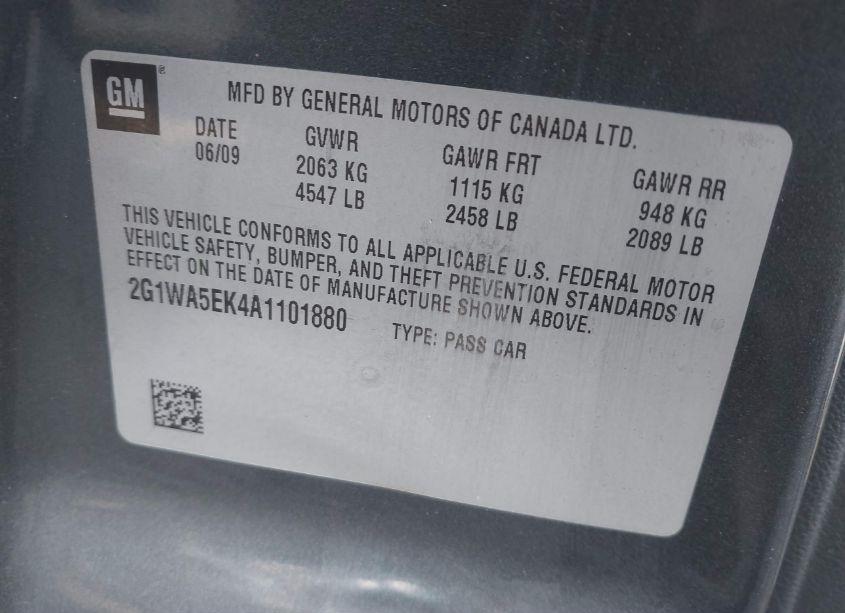 GM®
MFD BY GENERAL MOTORS OF CANADA LTD.
DATE GVWR GAWR FRT GAWR RR
06/09 2063 KG 1115 KG 948 KG
4547 LB 2458 LB 2089 LB
THIS VEHICLE CONFORMS TO ALL APPLICABLE U.S. FEDERAL MOTOR
VEHICLE SAFETY, BUMPER, AND THEFT PREVENTION STANDARDS IN
EFFECT ON THE DATE OF MANUFACTURE SHOWN ABOVE.
2G1WA5EK4A1101880 TYPE: PASS CAR